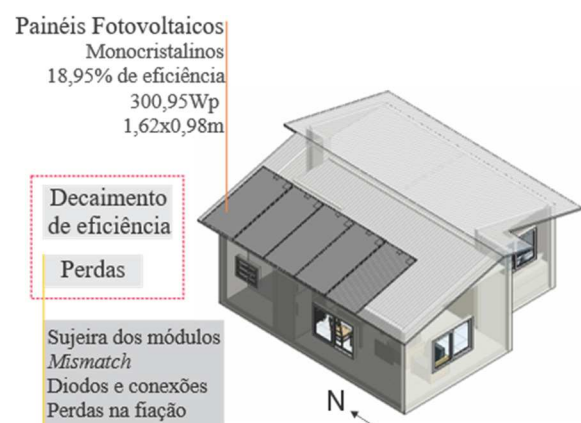 Painéis Fotovoltaicos
Monocristalinos
18,95% de eficiência
300,95Wp
1,62x0,98m
Decaimento
de eficiência
Perdas
Sujeira dos módulos
Mismatch
Diodos e conexões
Perdas na fiação
N